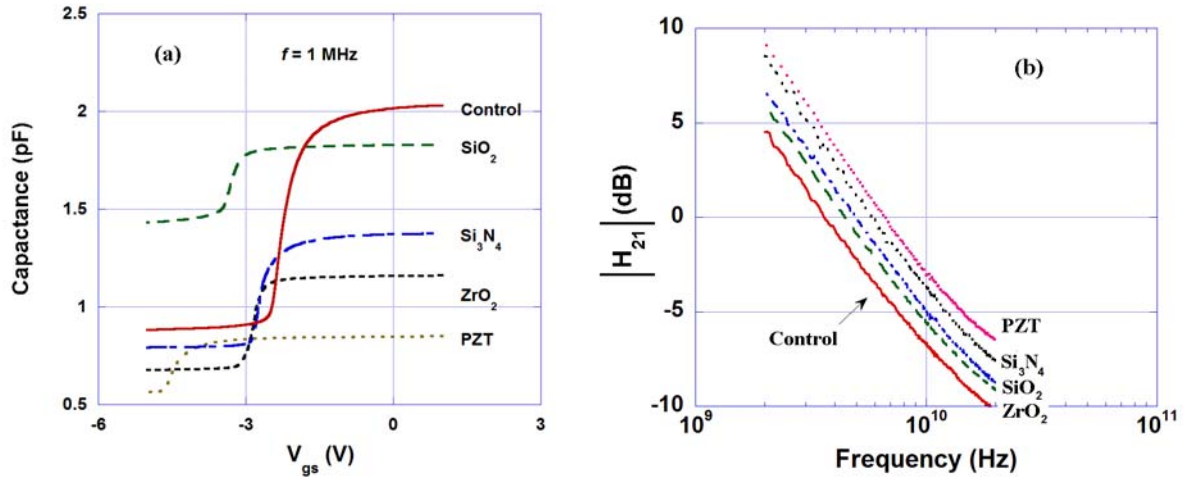 (a)
f = 1 MHz
2.5
2
1.5
1
0.5
Capactance (pF)
Control
SiO2
Si3N4
ZrO2
PZT
-6
-3
0
3
Vgs (V)
(b)
10
5
0
-5
-10
|H21| (dB)
Control
PZT
Si3N4
SiO2
ZrO2
10^9
10^10
10^11
Frequency (Hz)